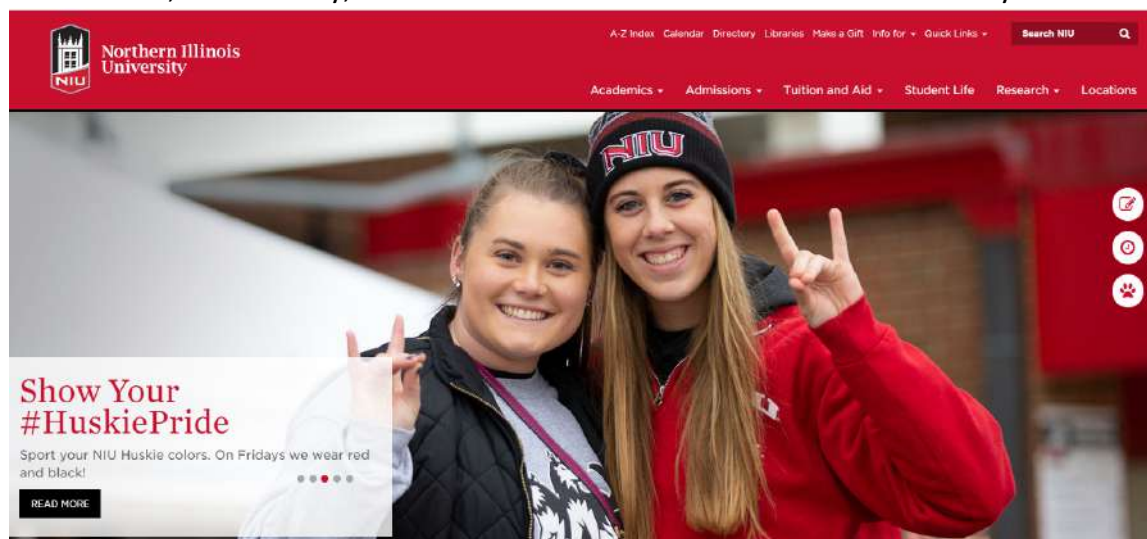 NIU
Northern Illinois
University
A-Z Index Calendar Directory Libraries Make a Gift Info for Quick Links Search NIU
Academics Admissions Tuition and Aid Student Life Research Locations
NIU
Show Your
#HuskiePride
Sport your NIU Huskie colors. On Fridays we wear red
and black!
READ MORE